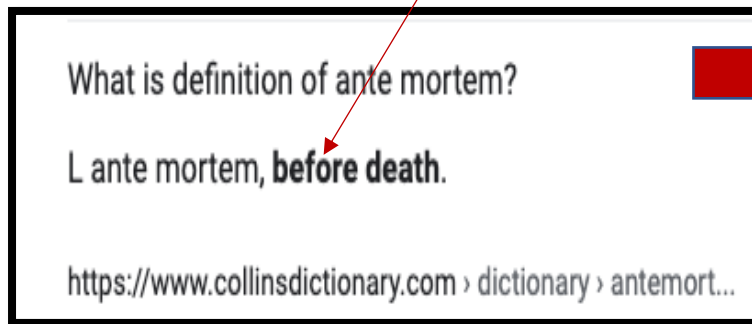 What is definition of ante mortem?
L ante mortem, before death.
https://www.collinsdictionary.com › dictionary › antemort...